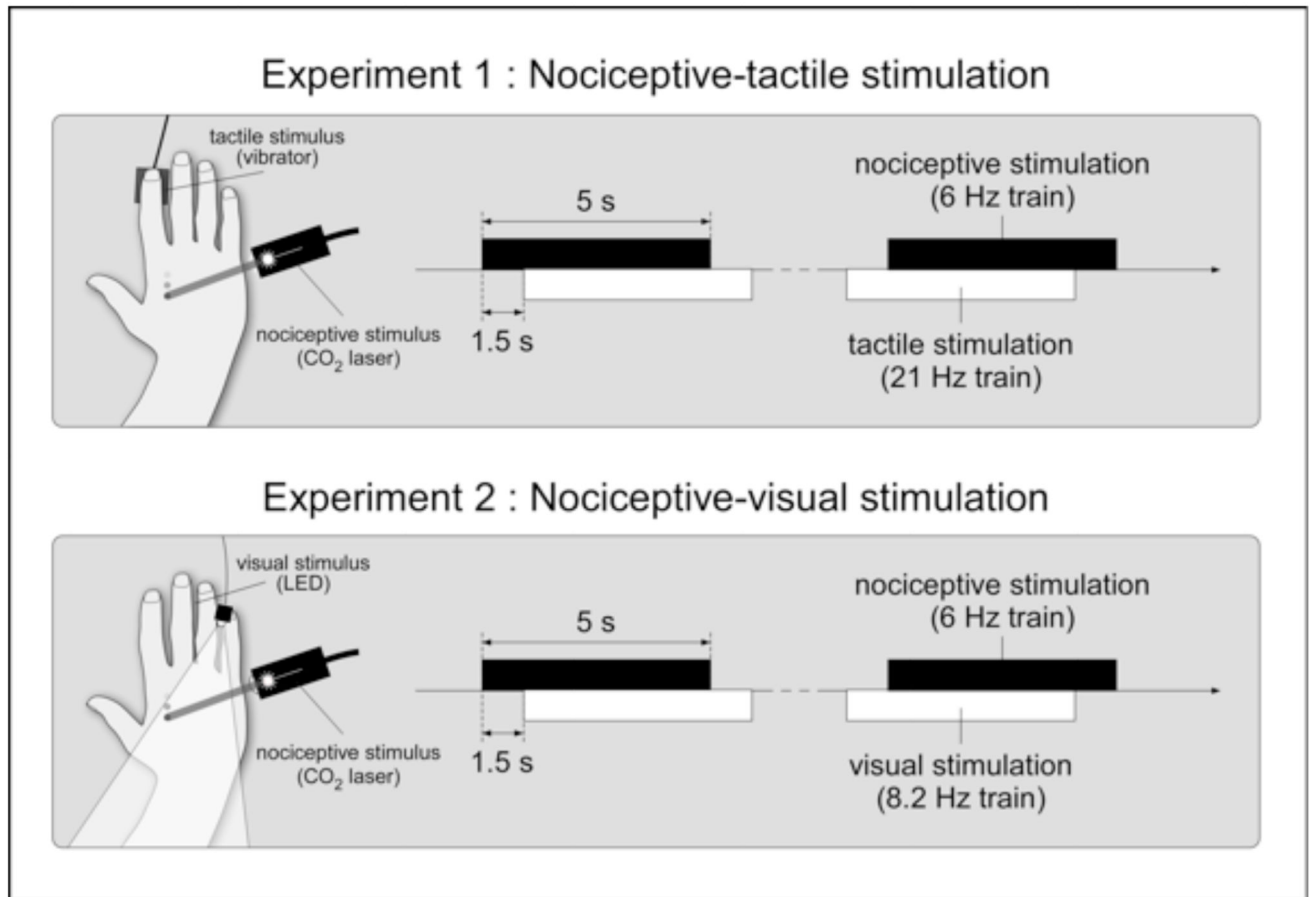 Experiment 1 : Nociceptive-tactile stimulation
tactile stimulus
(vibrator)
nociceptive stimulus
(CO2 laser)
5 s
1.5 s
nociceptive stimulation
(6 Hz train)
tactile stimulation
(21 Hz train)
Experiment 2 : Nociceptive-visual stimulation
visual stimulus
(LED)
nociceptive stimulus
(CO2 laser)
5 s
1.5 s
nociceptive stimulation
(6 Hz train)
visual stimulation
(8.2 Hz train)